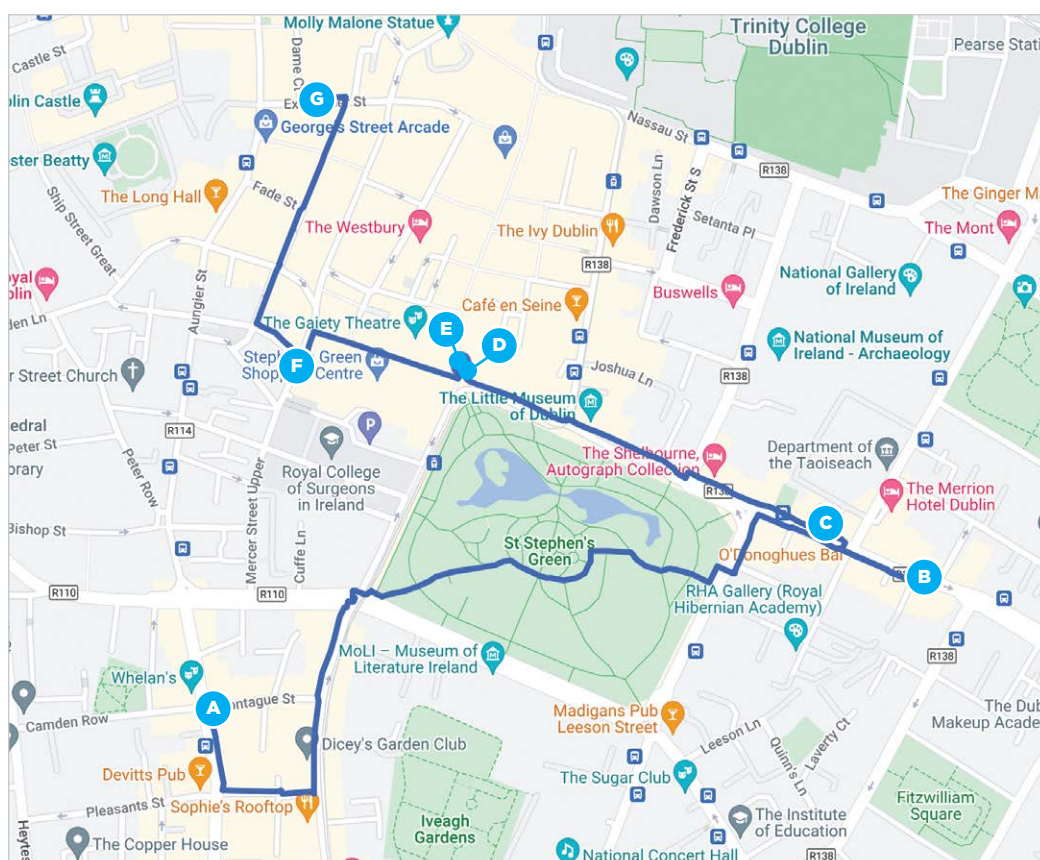 Molly Malone Statue
Trinity College
Dublin
Pearse Stati
Castle St
Dame C
blin Castle
G
Ex
er St
George's Street Arcade
Nassau St
R138
ester Beatty
The Long Hall
Fade St
Dawson Ln
Frederick St S
The Ginger M
Ship Street Great
The Westbury
The Ivy Dublin
Setanta Pl
The Mont
R138
oyal
blin
Aungier St
Buswells
National Gallery
of Ireland
den Ln
Café en Seine
The Gaiety Theatre
E
D
National Museum of
Ireland - Archaeology
F
Steph
Green
Shopp
Centre
r Street Church
Joshua Ln
The Little Museum
of Dublin
edral
Peter St
R114
P
brary
Peter Row
Royal College
of Surgeons
in Ireland
The Shelbourne,
Autograph Collection
Department of
the Taoiseach
R138
The Merrion
Hotel Dublin
Bishop St
Mercer Street Upper
Cuffe Ln
C
St Stephen's
Green
O'Donoghues Bar
B
R110
R110
RHA Gallery (Royal
Hibernian Academy)
MoLI – Museum of
Literature Ireland
R138
Whelan's
A
ontague St
Camden Row
Madigans Pub
Leeson Street
Leeson Ln
Quinn's Ln
Laverty Ct
The Dub
Makeup Acade
Dicey's Garden Club
Devitts Pub
Sophie's Rooftop
Pleasants St
The Sugar Club
Fitzwilliam
Square
Iveagh
Gardens
The Institute
of Education
Heytes
The Copper House
National Concert Hall
R138